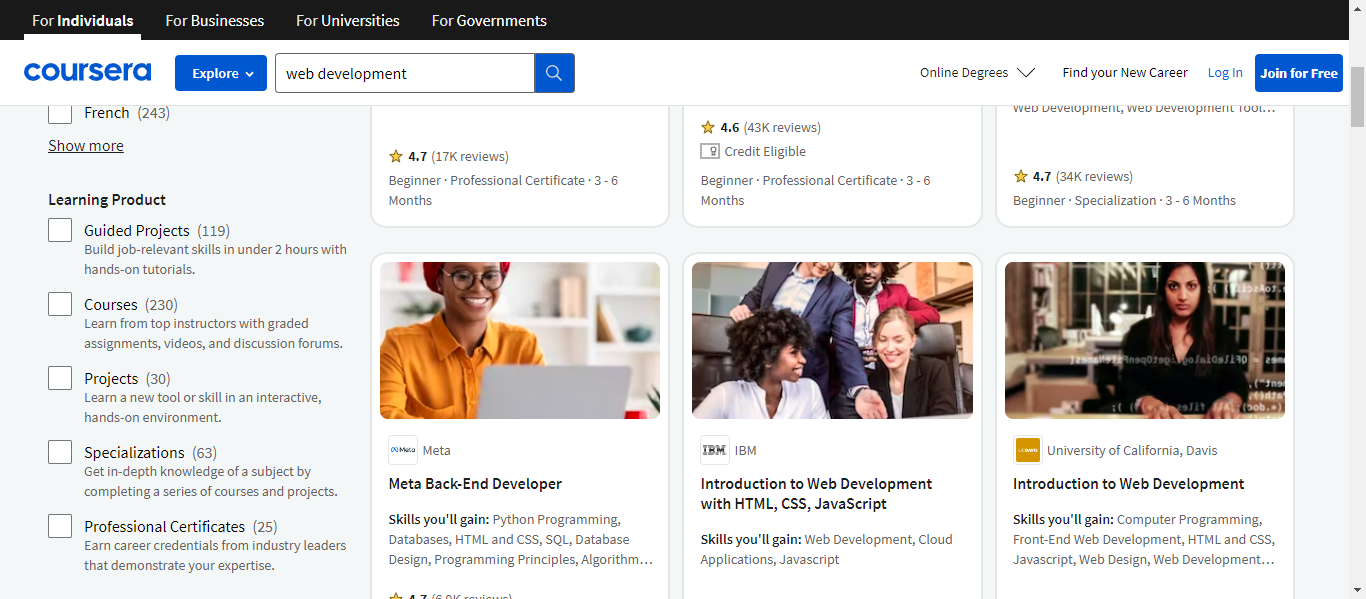 For Individuals
For Businesses
For Universities
For Governments
coursera
Explore
web development
Online Degrees
Find your New Career
Log In
Join for Free
French (243)
Show more
Learning Product
Guided Projects (119)
Build job-relevant skills in under 2 hours with
hands-on tutorials.
Courses (230)
Learn from top instructors with graded
assignments, videos, and discussion forums.
Projects (30)
Learn a new tool or skill in an interactive,
hands-on environment.
Specializations (63)
Get in-depth knowledge of a subject by
completing a series of courses and projects.
Professional Certificates (25)
Earn career credentials from industry leaders
that demonstrate your expertise.
4.7 (17K reviews)
Beginner · Professional Certificate · 3 - 6
Months
4.6 (43K reviews)
Credit Eligible
Beginner · Professional Certificate · 3 - 6
Months
Web Development, Web Development Tool...
4.7 (34K reviews)
Beginner · Specialization · 3 - 6 Months
Meta
Meta
Meta Back-End Developer
Skills you'll gain: Python Programming,
Databases, HTML and CSS, SQL, Database
Design, Programming Principles, Algorithm...
4.7 (6.9K reviews)
IBM
IBM
Introduction to Web Development
with HTML, CSS, JavaScript
Skills you'll gain: Web Development, Cloud
Applications, Javascript
University of California, Davis
Introduction to Web Development
Skills you'll gain: Computer Programming,
Front-End Web Development, HTML and CSS,
Javascript, Web Design, Web Development...